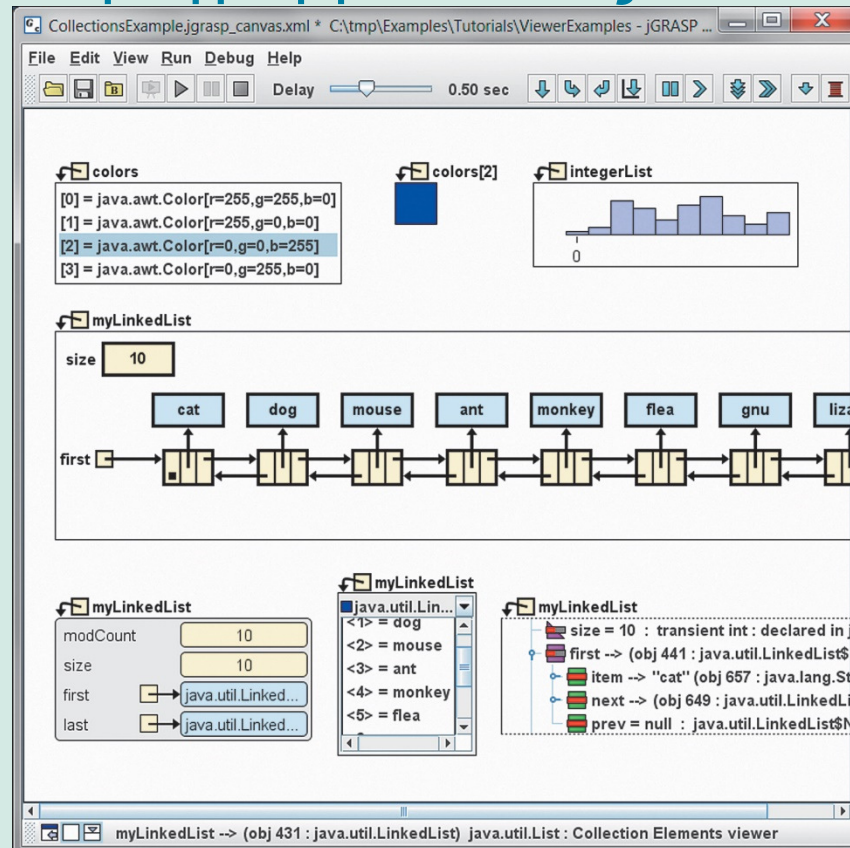 CollectionsExample.jgrasp_canvas.xml * C:\tmp\Examples\Tutorials\ViewerExamples - jGRASP ...
File Edit View Run Debug Help
Delay 0.50 sec
colors
[0] = java.awt.Color[r=255,g=255,b=0]
[1] = java.awt.Color[r=255,g=0,b=0]
[2] = java.awt.Color[r=0,g=0,b=255]
[3] = java.awt.Color[r=0,g=255,b=0]
colors[2]
integerList
0
myLinkedList
size 10
cat dog mouse ant monkey flea gnu liza
first
myLinkedList
modCount 10
size 10
first java.util.Linked...
last java.util.Linked...
myLinkedList
java.util.Lin...
<1> = dog
<2> = mouse
<3> = ant
<4> = monkey
<5> = flea
myLinkedList
size = 10 : transient int : declared in j
first --> (obj 441 : java.util.LinkedList$
item --> "cat" (obj 657 : java.lang.St
next --> (obj 649 : java.util.LinkedLi
prev = null : java.util.LinkedList$N
myLinkedList --> (obj 431 : java.util.LinkedList) java.util.List : Collection Elements viewer